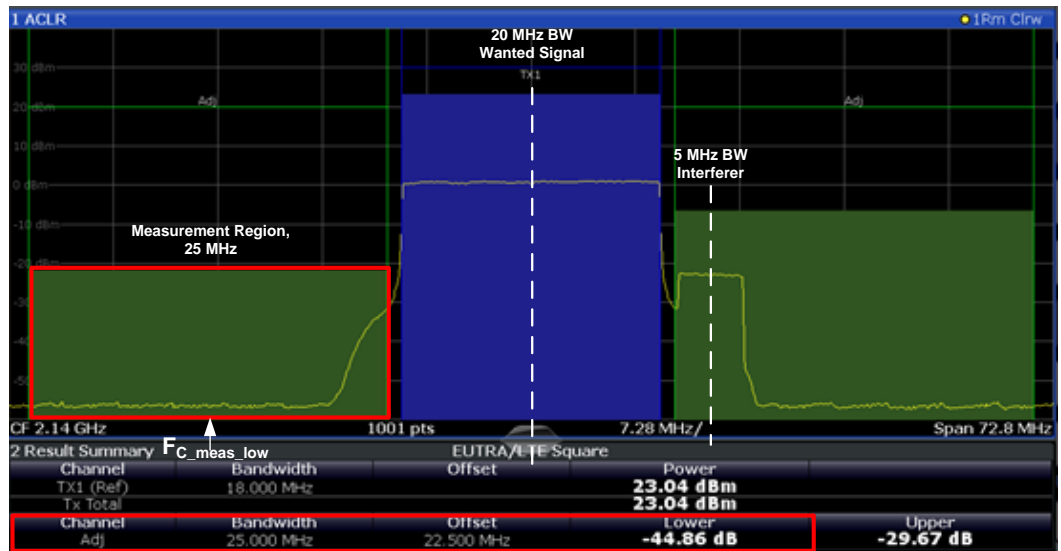 1 ACLR 1Rm Clrw
20 MHz BW
Wanted Signal
TX1
30 dBm
Adj Adj
20 dBm
10 dBm
5 MHz BW
Interferer
0 dBm
-10 dBm
Measurement Region,
25 MHz
-20 dBm
-30
-40
-50
CF 2.14 GHz 1001 pts 7.28 MHz/ Span 72.8 MHz
FC_meas_low
2 Result Summary EUTRA/LTE Square
Channel Bandwidth Offset Power
TX1 (Ref) 18.000 MHz 23.04 dBm
Tx Total 23.04 dBm
Channel Bandwidth Offset Lower Upper
Adj 25.000 MHz 22.500 MHz -44.86 dB -29.67 dB